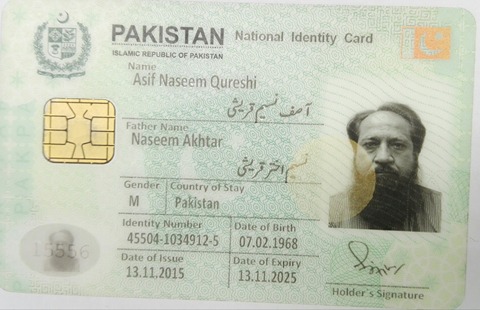 PAKISTAN National Identity Card
ISLAMIC REPUBLIC OF PAKISTAN
Name
Asif Naseem Qureshi
آصف نسیم قریشی
Father Name
Naseem Akhtar
نسیم اختر قریشی
Gender Country of Stay
M Pakistan
Identity Number Date of Birth
45504-1034912-5 07.02.1968
Date of Issue Date of Expiry
13.11.2015 13.11.2025
15556
Holder's Signature